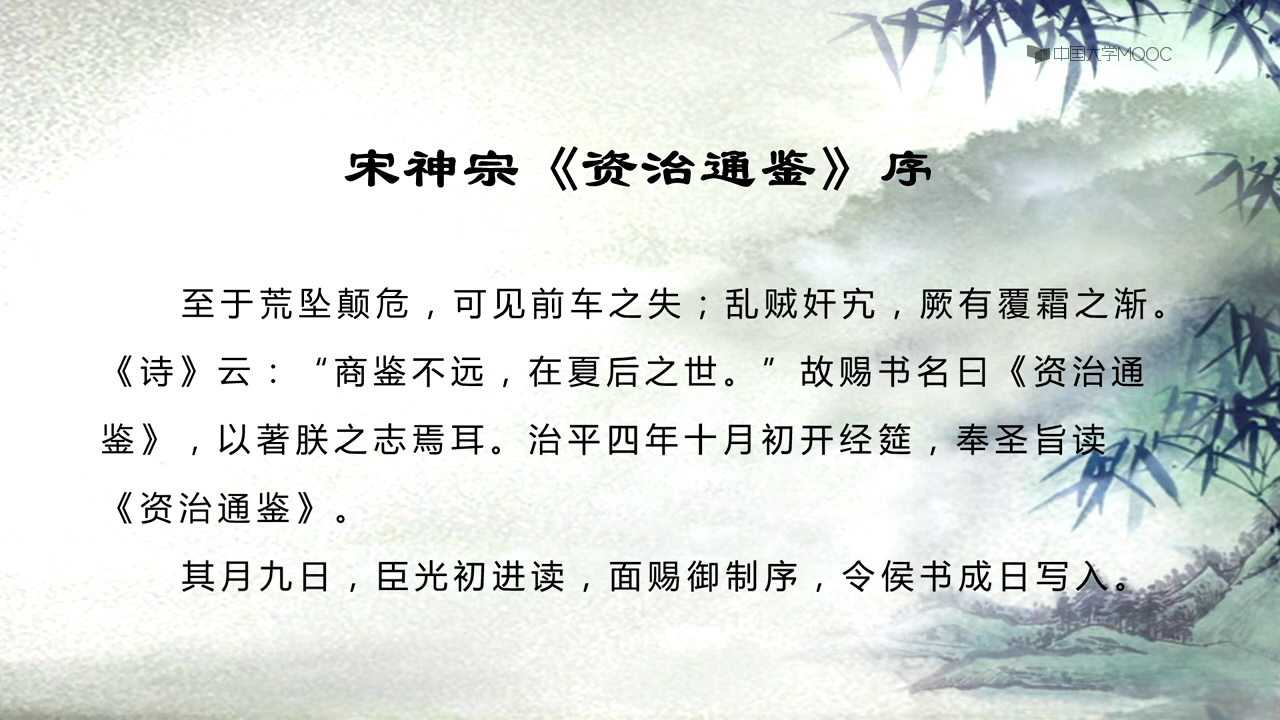 中国大学MOOC
宋神宗《资治通鉴》序
至于荒坠颠危，可见前车之失；乱贼奸宄，厥有覆霜之渐。
《诗》云：“商鉴不远，在夏后之世。”故赐书名曰《资治通
鉴》，以著朕之志焉耳。治平四年十月初开经筵，奉圣旨读
《资治通鉴》。
其月九日，臣光初进读，面赐御制序，令侯书成日写入。